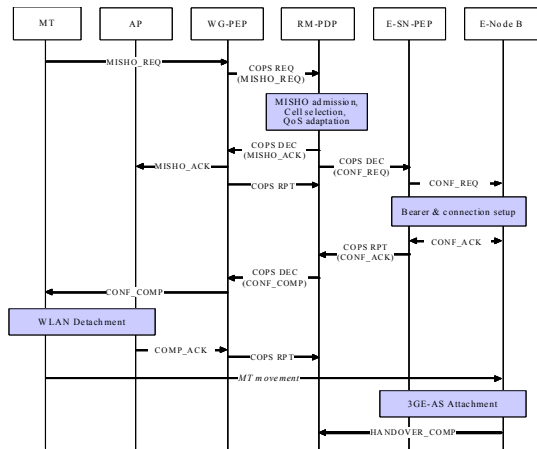 MT AP WG-PEP RM-PDP E-SN-PEP E-Node B
MISHO_REQ
COPS REQ
(MISHO_REQ)
MISHO admission,
Cell selection,
QoS adaptation
COPS DEC
(MISHO_ACK)
MISHO_ACK
COPS DEC
(CONF_REQ)
COPS RPT
CONF_REQ
Bearer & connection setup
CONF_ACK
COPS RPT
(CONF_ACK)
COPS DEC
(CONF_COMP)
CONF_COMP
WLAN Detachment
COMP_ACK
COPS RPT
MT movement
3GE-AS Attachment
HANDOVER_COMP